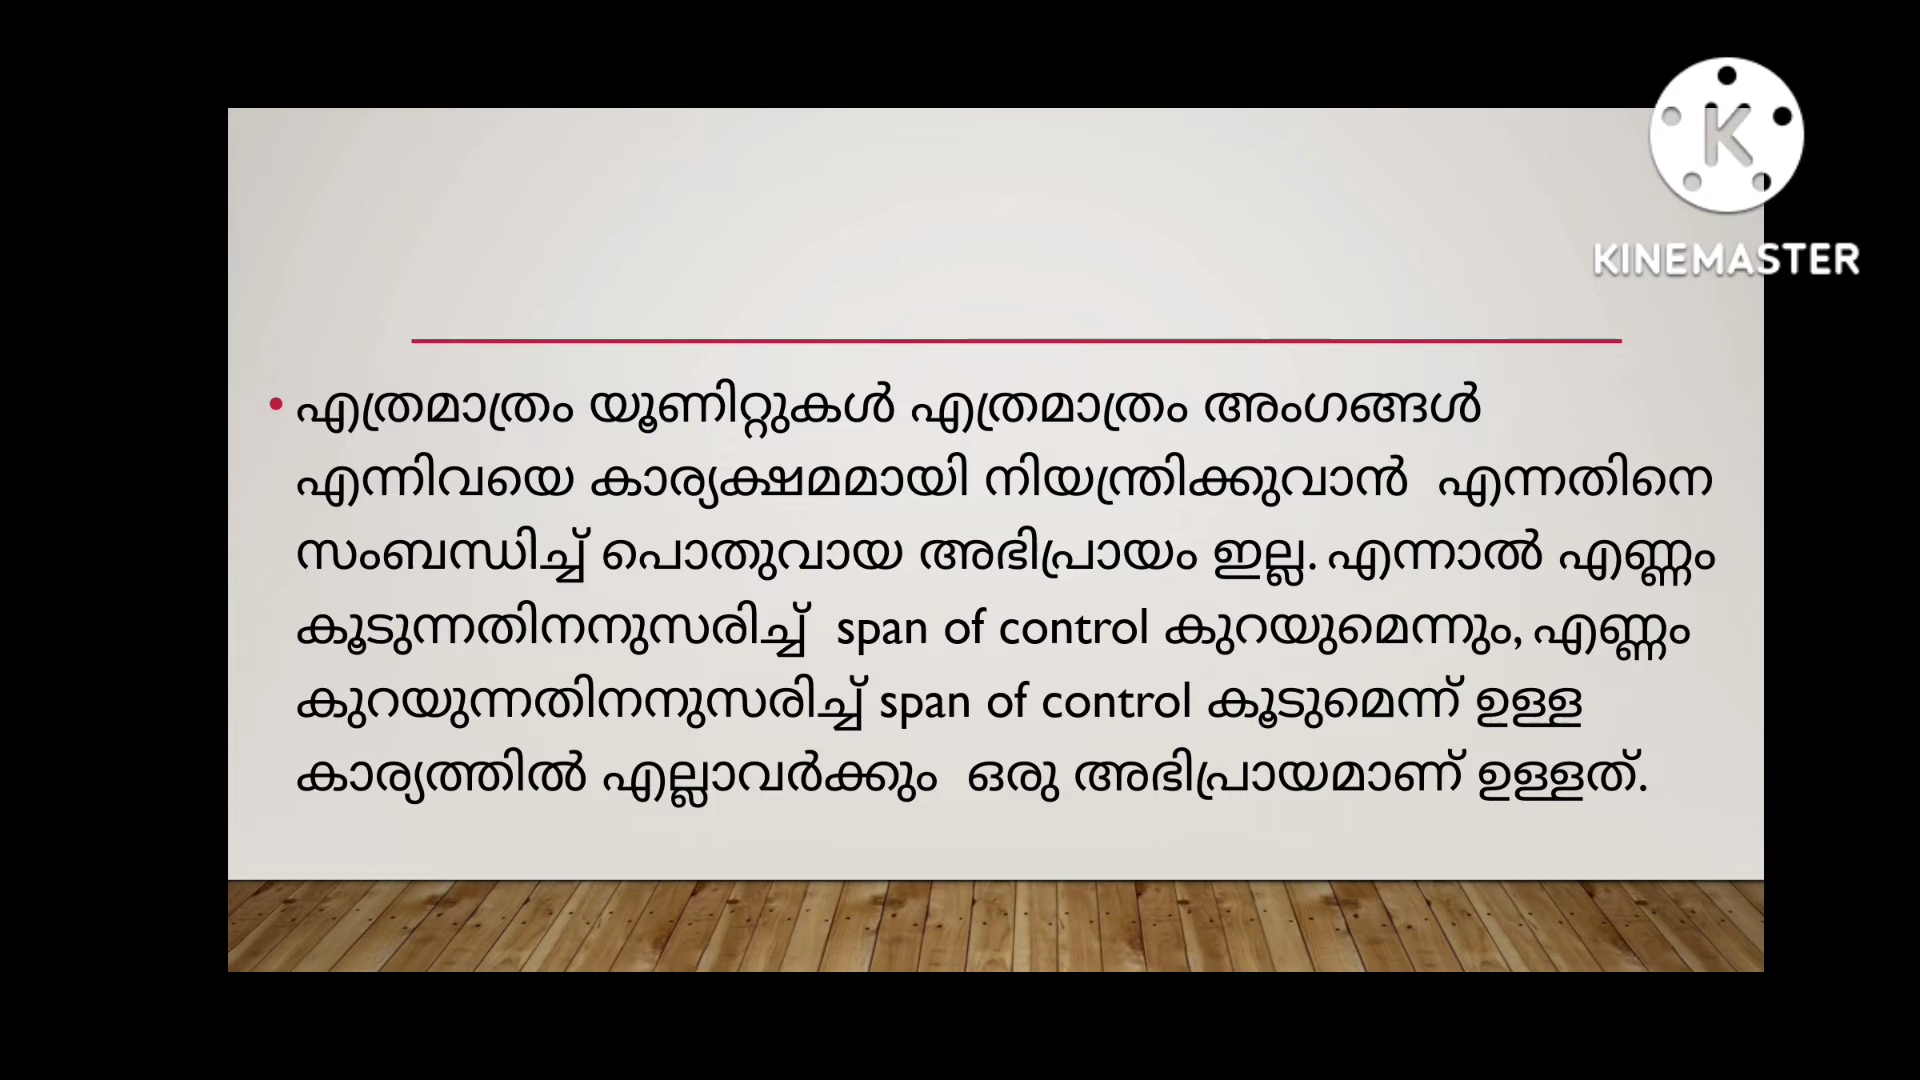 K
KINEMASTER
• എത്രമാത്രം യൂണിറ്റുകൾ എത്രമാത്രം അംഗങ്ങൾ
എന്നിവയെ കാര്യക്ഷമമമായി നിയന്ത്രിക്കുവാൻ എന്നതിനെ
സംബന്ധിച്ച് പൊതുവായ അഭിപ്രായം ഇല്ല. എന്നാൽ എണ്ണം
കൂടുന്നതിനനുസരിച്ച് span of control കുറയുമെന്നും, എണ്ണം
കുറയുന്നതിനനുസരിച്ച് span of control കൂടുമെന്ന് ഉള്ള
കാര്യത്തിൽ എല്ലാവർക്കും ഒരു അഭിപ്രായമാണ് ഉള്ളത്.